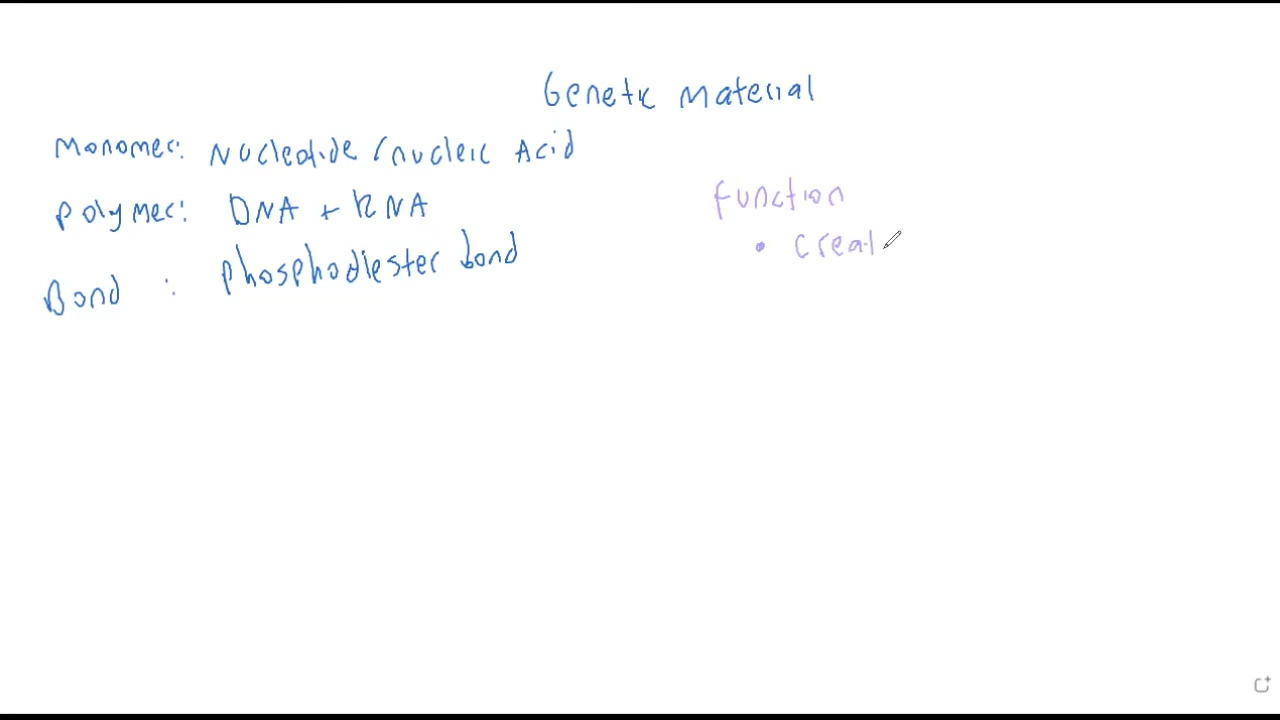 Genetic Material
Monomer: Nucleotide /nucleic Acid
Polymer: DNA + RNA
Bond : Phosphodiester bond
Function
• Creat